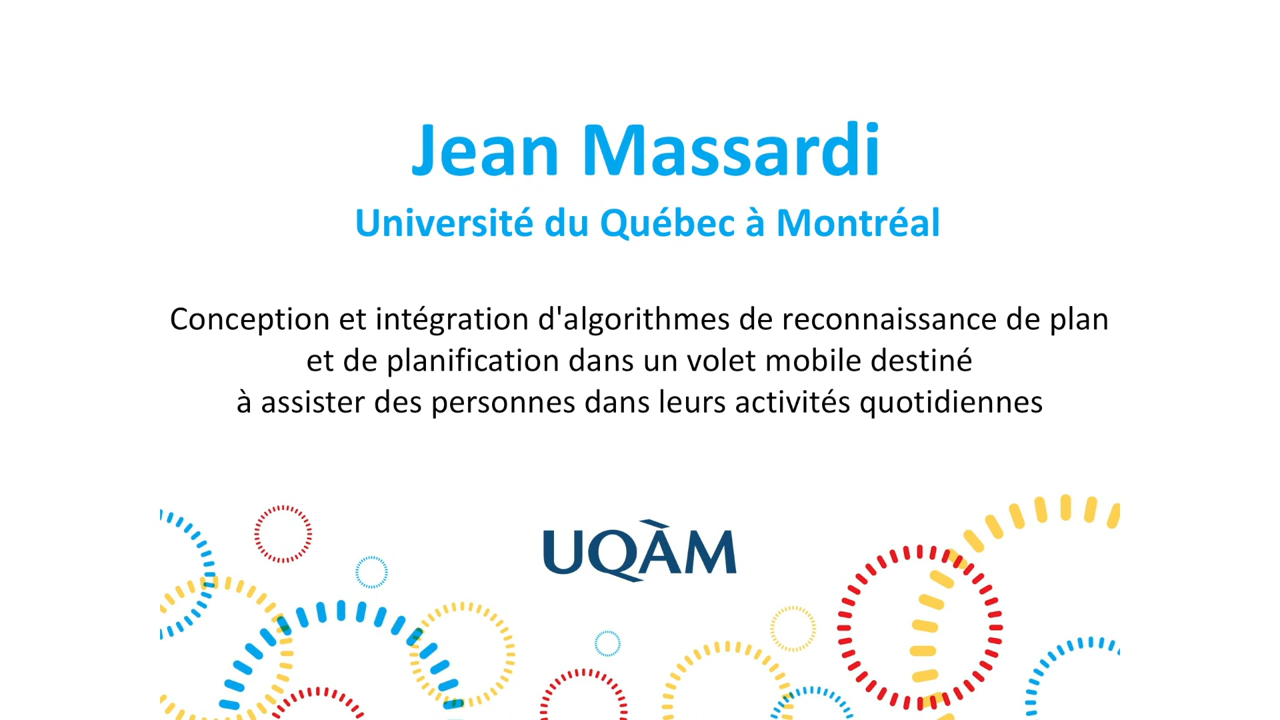 Jean Massardi
Université du Québec à Montréal
Conception et intégration d'algorithmes de reconnaissance de plan
et de planification dans un volet mobile destiné
à assister des personnes dans leurs activités quotidiennes
UQÀM